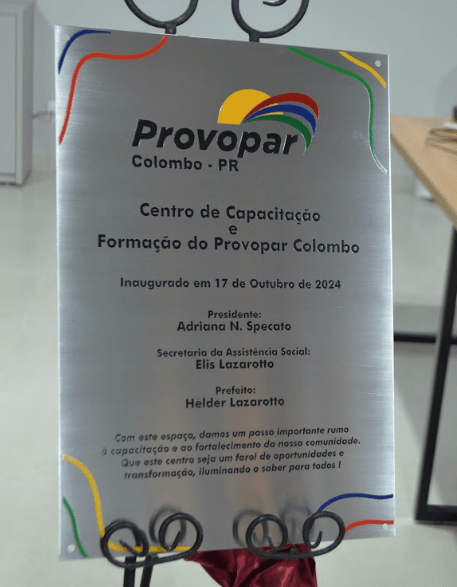 Provopar
Colombo - PR
Centro de Capacitação
e
Formação do Provopar Colombo
Inaugurado em 17 de Outubro de 2024
Presidente:
Adriana N. Specato
Secretaria da Assistência Social:
Elis Lazarotto
Prefeito:
Hélder Lazarotto
Com este espaço, damos um passo importante rumo
à capacitação e ao fortalecimento da nossa comunidade.
Que este centro seja um farol de oportunidades e
transformação, iluminando o saber para todos !